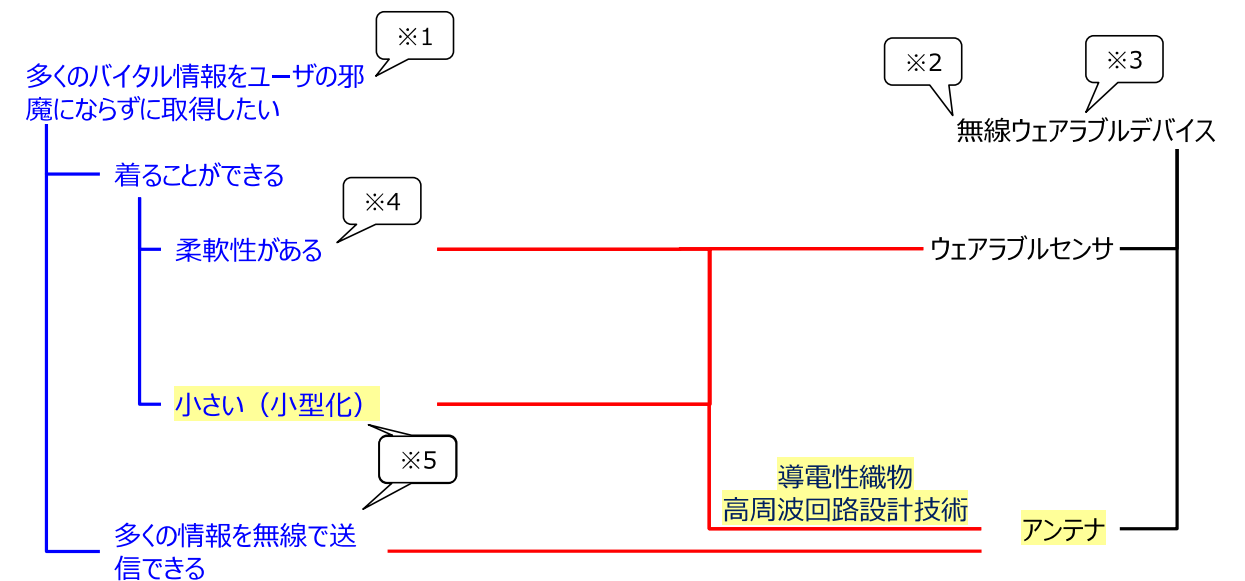 ※1
多くのバイタル情報をユーザの邪
魔にならずに取得したい
※2
※3
無線ウェアラブルデバイス
着ることができる
※4
柔軟性がある
ウェアラブルセンサ
小さい（小型化）
※5
導電性織物
高周波回路設計技術
アンテナ
多くの情報を無線で送
信できる